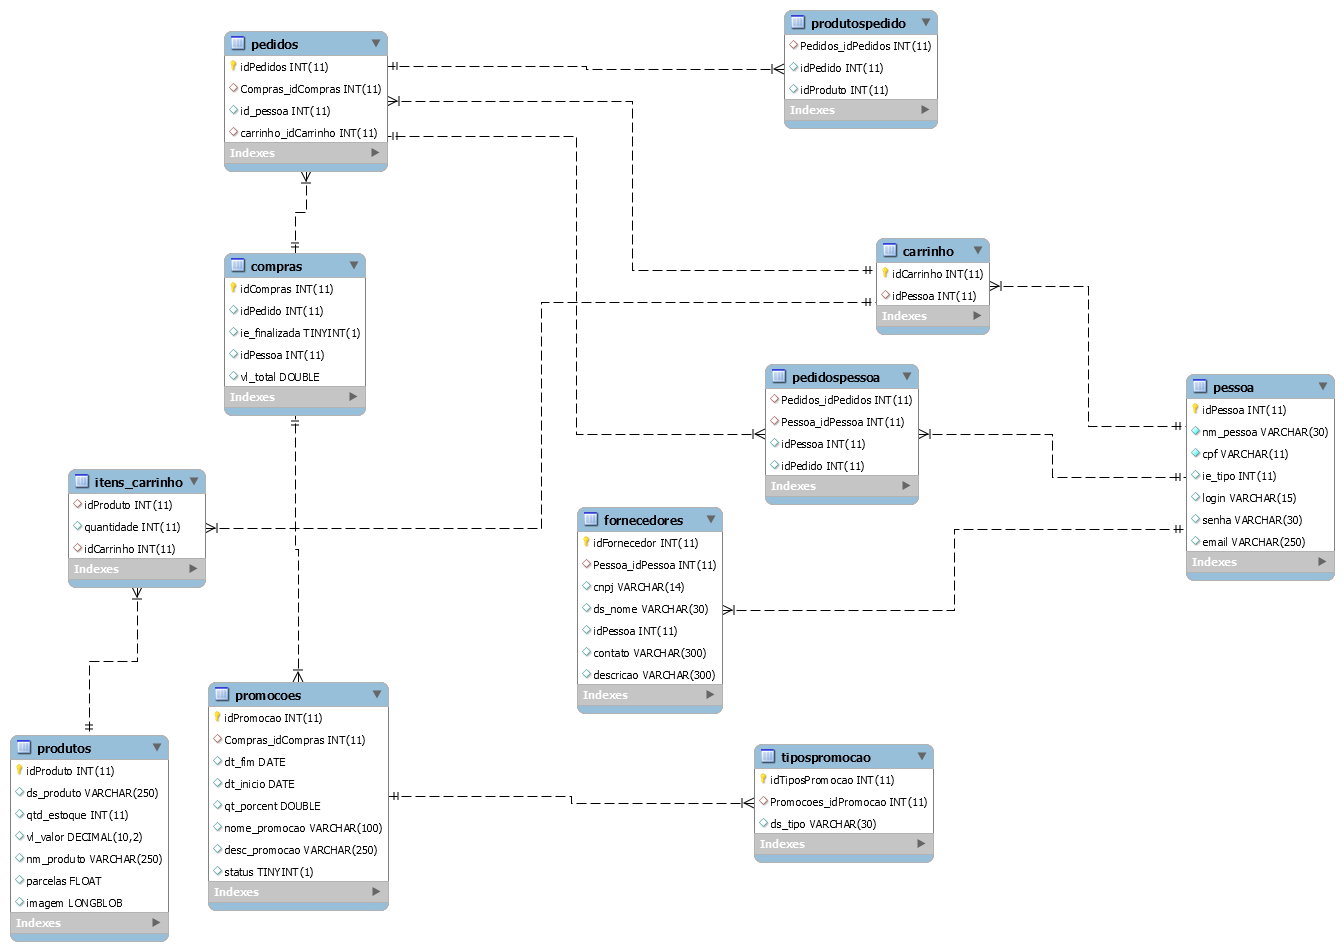 pedidos
idPedidos INT(11)
Compras_idCompras INT(11)
id_pessoa INT(11)
carrinho_idCarrinho INT(11)
Indexes
produtospedido
Pedidos_idPedidos INT(11)
idPedido INT(11)
idProduto INT(11)
Indexes
compras
idCompras INT(11)
idPedido INT(11)
ie_finalizada TINYINT(1)
idPessoa INT(11)
vl_total DOUBLE
Indexes
carrinho
idCarrinho INT(11)
idPessoa INT(11)
Indexes
pedidospessoa
Pedidos_idPedidos INT(11)
Pessoa_idPessoa INT(11)
idPessoa INT(11)
idPedido INT(11)
Indexes
pessoa
idPessoa INT(11)
nm_pessoa VARCHAR(30)
cpf VARCHAR(11)
ie_tipo INT(11)
login VARCHAR(15)
senha VARCHAR(30)
email VARCHAR(250)
Indexes
itens_carrinho
idProduto INT(11)
quantidade INT(11)
idCarrinho INT(11)
Indexes
fornecedores
idFornecedor INT(11)
Pessoa_idPessoa INT(11)
cnpj VARCHAR(14)
ds_nome VARCHAR(30)
idPessoa INT(11)
contato VARCHAR(300)
descricao VARCHAR(300)
Indexes
promocoes
idPromocao INT(11)
Compras_idCompras INT(11)
dt_fim DATE
dt_inicio DATE
qt_porcent DOUBLE
nome_promocao VARCHAR(100)
desc_promocao VARCHAR(250)
status TINYINT(1)
Indexes
produtos
idProduto INT(11)
ds_produto VARCHAR(250)
qtd_estoque INT(11)
vl_valor DECIMAL(10,2)
nm_produto VARCHAR(250)
parcelas FLOAT
imagem LONGBLOB
Indexes
tipospromocao
idTiposPromocao INT(11)
Promocoes_idPromocao INT(11)
ds_tipo VARCHAR(30)
Indexes